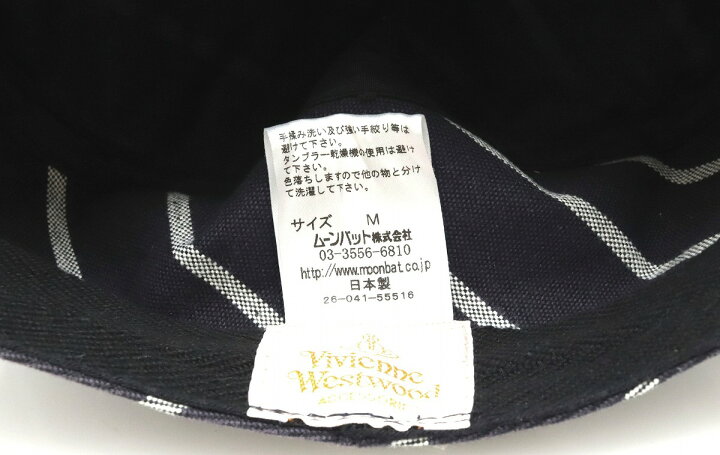 手揉み洗い及び強い手絞り等は
避けて下さい。
タンブラー乾燥機の使用は避け
て下さい。
色落ちしますので他の物と分け
て洗濯して下さい。
サイズ M
ムーンバット株式会社
03-3556-6810
http://www.moonbat.co.jp
日本製
26-041-55516
Vivienne
Westwood
ACCESSORY